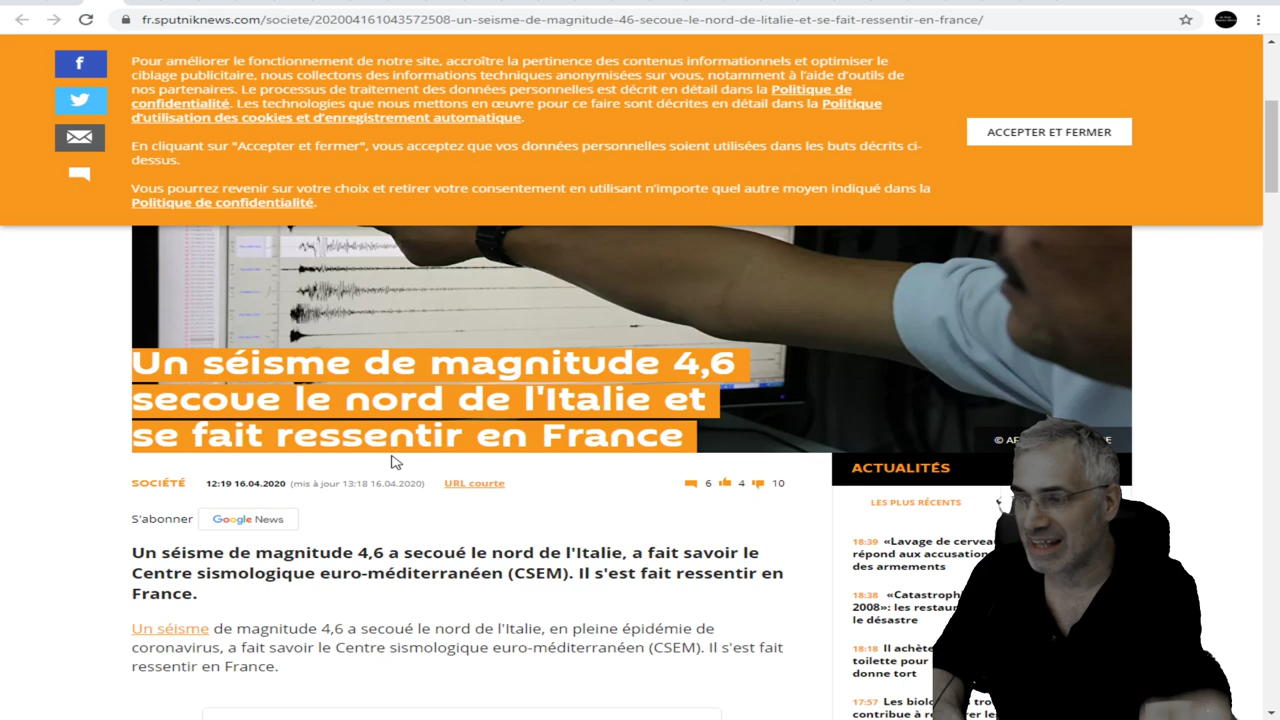 fr.sputniknews.com/societe/202004161043572508-un-seisme-de-magnitude-46-secoue-le-nord-de-litalie-et-se-fait-ressentir-en-france/
Pour améliorer le fonctionnement de notre site, accroître la pertinence des contenus informationnels et optimiser le
ciblage publicitaire, nous collectons des informations techniques anonymisées sur vous, notamment à l'aide d'outils de
nos partenaires. Le processus de traitement des données personnelles est décrit en détail dans la Politique de
confidentialité. Les technologies que nous mettons en œuvre pour ce faire sont décrites en détail dans la Politique
d'utilisation des cookies et d'enregistrement automatique.
En cliquant sur "Accepter et fermer", vous acceptez que vos données personnelles soient utilisées dans les buts décrits ci-
dessus.
Vous pourrez revenir sur votre choix et retirer votre consentement en utilisant n'importe quel autre moyen indiqué dans la
Politique de confidentialité.
ACCEPTER ET FERMER
Un séisme de magnitude 4,6
secoue le nord de l'Italie et
se fait ressentir en France
SOCIÉTÉ
12:19 16.04.2020 (mis à jour 13:18 16.04.2020)
URL courte
6 4 10
S'abonner Google News
Un séisme de magnitude 4,6 a secoué le nord de l'Italie, a fait savoir le
Centre sismologique euro-méditerranéen (CSEM). Il s'est fait ressentir en
France.
Un séisme de magnitude 4,6 a secoué le nord de l'Italie, en pleine épidémie de
coronavirus, a fait savoir le Centre sismologique euro-méditerranéen (CSEM). Il s'est fait
ressentir en France.
©
ACTUALITÉS
LES PLUS RÉCENTS
18:39 «Lavage de
répond aux
des armements
18:38
2008»: les
le désastre
18:18 Il
toilette pour
donne tort
17:57 Les
contribue à